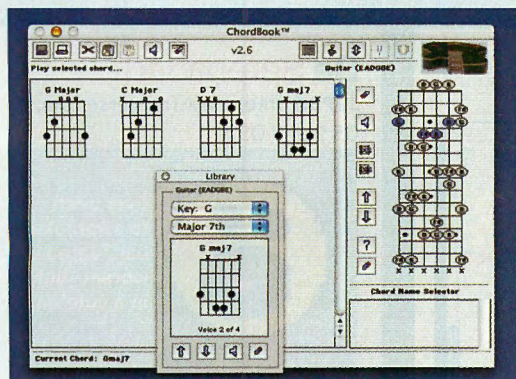 ChordBook™
v2.6
Play selected chord...
Guitar (EADGBE)
G Major
C Major
D 7
G maj7
Library
Guitar (EADGBE)
Key: G
Major 7th
G maj7
Voice 2 of 4
?
Chord Name Selector
Current Chord: Gmaj7